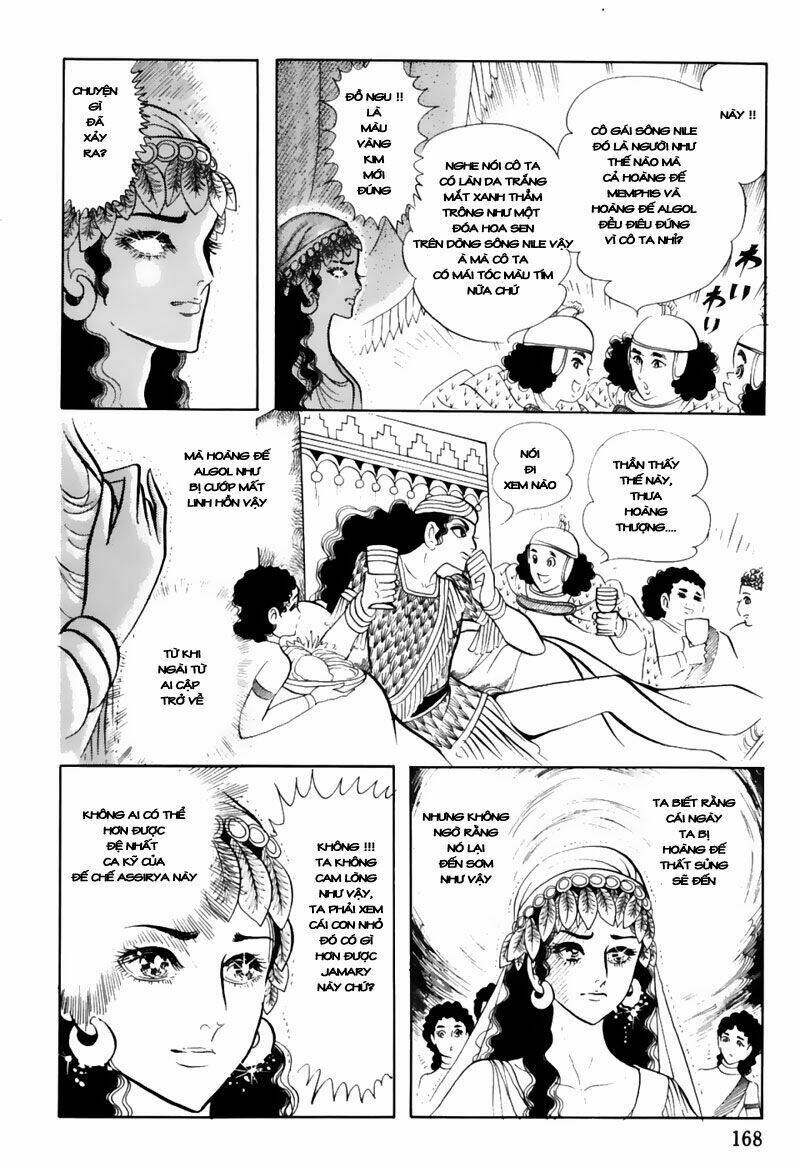 NÀY !!
CÔ GÁI SÔNG NILE
ĐÓ LÀ NGƯỜI NHƯ
THẾ NÀO MÀ
CẢ HOÀNG ĐẾ
MEMPHIS VÀ
HOÀNG ĐẾ ALGOL
ĐỀU ĐIÊU ĐỨNG
VÌ CÔ TA NHỈ?
NGHE NÓI CÔ TA
CÓ LÀN DA TRẮNG
MẮT XANH THẲM
TRÔNG NHƯ MỘT
ĐÓA HOA SEN
TRÊN DÒNG SÔNG NILE VẬY
À MÀ CÔ TA
CÓ MÁI TÓC MÀU TÍM
NỮA CHỨ
ĐỒ NGU !!
LÀ
MÀU
VÀNG
KIM
MỚI
ĐÚNG
わいわい
わり
CHUYỆN
GÌ
ĐÃ
XẢY
RA?
MÀ HOÀNG ĐẾ
ALGOL NHƯ
BỊ CƯỚP MẤT
LINH HỒN VẬY
TỪ KHI
NGÀI TỪ
AI CẬP
TRỞ VỀ
NÓI
ĐI
XEM NÀO
THẦN THẤY
THẾ NÀY,
THƯA
HOÀNG
THƯỢNG....
TA BIẾT RẰNG
CÁI NGÀY
TA BỊ
HOÀNG ĐẾ
THẤT SỦNG
SẼ ĐẾN
NHƯNG KHÔNG
NGỜ RẰNG
NÓ LẠI
ĐẾN SỚM
NHƯ VẬY
KHÔNG !!!
TA KHÔNG
CAM LÒNG
NHƯ VẬY,
TA PHẢI XEM
CÁI CON NHỎ
ĐÓ CÓ GÌ
HƠN ĐƯỢC
JAMARY
NÀY CHỨ?
KHÔNG AI CÓ THỂ
HƠN ĐƯỢC
ĐỆ NHẤT
CA KỸ CỦA
ĐẾ CHẾ ASSIRYA NÀY
168